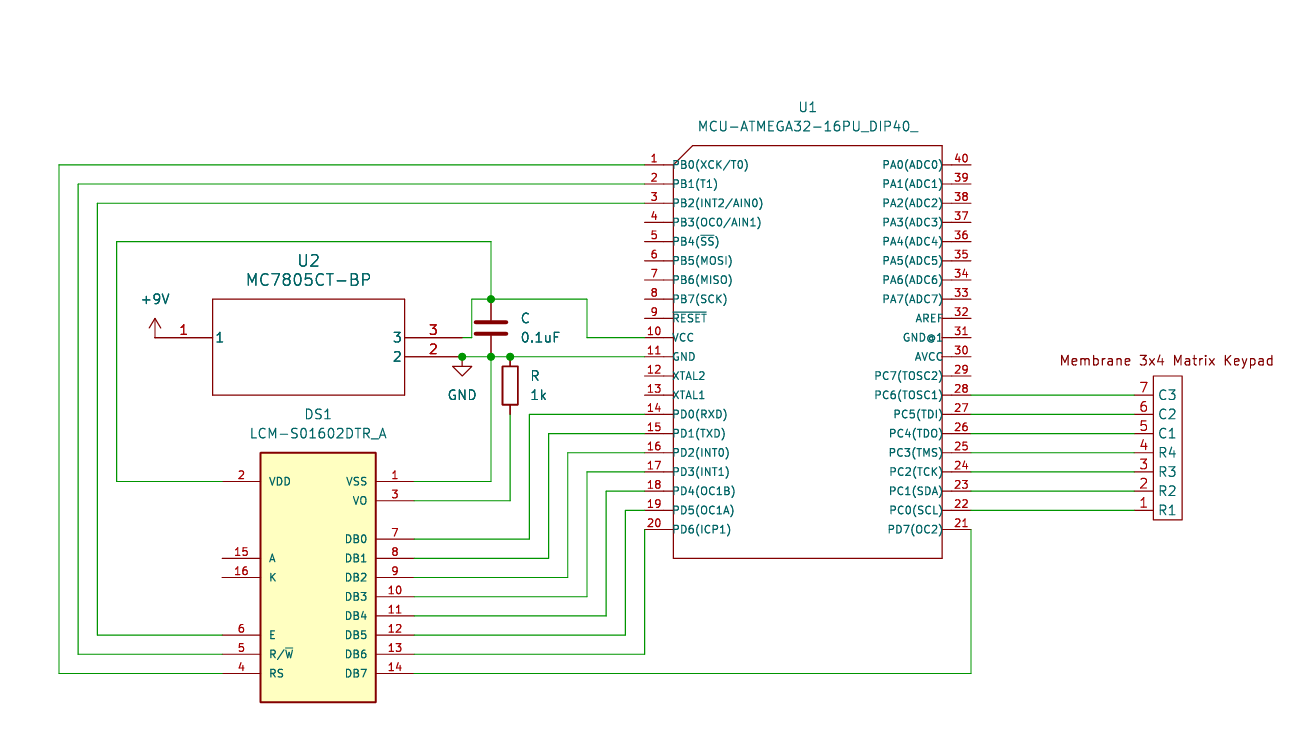 U1
MCU-ATMEGA32-16PU_DIP40_
1 PB0(XCK/T0) PA0(ADC0) 40
2 PB1(T1) PA1(ADC1) 39
3 PB2(INT2/AIN0) PA2(ADC2) 38
4 PB3(OC0/AIN1) PA3(ADC3) 37
5 PB4(SS) PA4(ADC4) 36
6 PB5(MOSI) PA5(ADC5) 35
7 PB6(MISO) PA6(ADC6) 34
8 PB7(SCK) PA7(ADC7) 33
9 RESET AREF 32
10 VCC GND@1 31
11 GND AVCC 30
12 XTAL2 PC7(TOSC2) 29
13 XTAL1 PC6(TOSC1) 28
14 PD0(RXD) PC5(TDI) 27
15 PD1(TXD) PC4(TDO) 26
16 PD2(INT0) PC3(TMS) 25
17 PD3(INT1) PC2(TCK) 24
18 PD4(OC1B) PC1(SDA) 23
19 PD5(OC1A) PC0(SCL) 22
20 PD6(ICP1) PD7(OC2) 21
U2
MC7805CT-BP
+9V
1 1 3 3
2 2
C
0.1uF
GND
R
1k
DS1
LCM-S01602DTR_A
2 VDD VSS 1
VO 3
DB0 7
15 A DB1 8
16 K DB2 9
DB3 10
DB4 11
6 E DB5 12
5 R/W DB6 13
4 RS DB7 14
Membrane 3x4 Matrix Keypad
7 C3
6 C2
5 C1
4 R4
3 R3
2 R2
1 R1